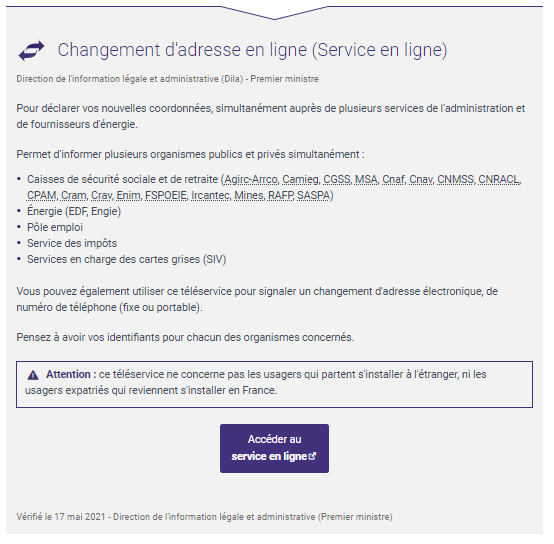 Changement d'adresse en ligne (Service en ligne)
Direction de l'information légale et administrative (Dila) - Premier ministre
Pour déclarer vos nouvelles coordonnées, simultanément auprès de plusieurs services de l'administration et
de fournisseurs d'énergie.
Permet d'informer plusieurs organismes publics et privés simultanément :
• Caisses de sécurité sociale et de retraite (Agirc-Arrco, Camieg, CGSS, MSA, Cnaf, Cnav, CNMSS, CNRACL,
CPAM, Cram, Crav, Enim, FSPOEIE, Ircantec, Mines, RAFP, SASPA)
• Énergie (EDF, Engie)
• Pôle emploi
• Service des impôts
• Services en charge des cartes grises (SIV)
Vous pouvez également utiliser ce téléservice pour signaler un changement d'adresse électronique, de
numéro de téléphone (fixe ou portable).
Pensez à avoir vos identifiants pour chacun des organismes concernés.
Attention : ce téléservice ne concerne pas les usagers qui partent s'installer à l'étranger, ni les
usagers expatriés qui reviennent s'installer en France.
Accéder au
service en ligne
Vérifié le 17 mai 2021 - Direction de l'information légale et administrative (Premier ministre)